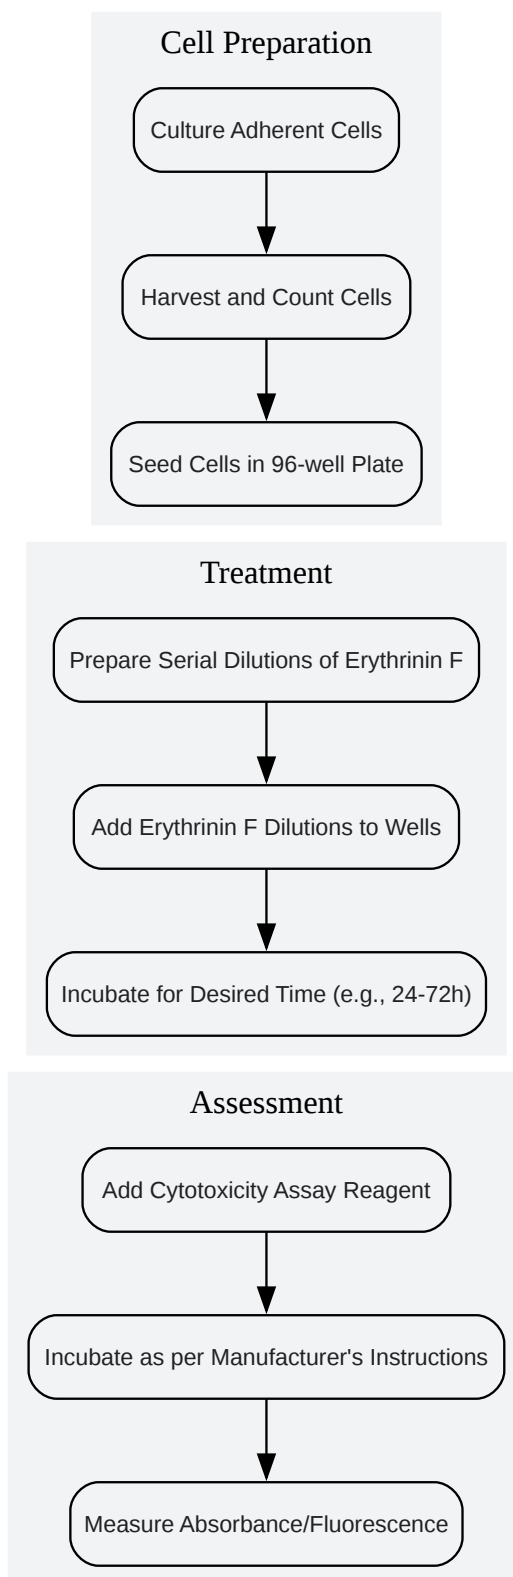 Cell Preparation
Culture Adherent Cells
Harvest and Count Cells
Seed Cells in 96-well Plate
Treatment
Prepare Serial Dilutions of Erythrinin F
Add Erythrinin F Dilutions to Wells
Incubate for Desired Time (e.g., 24-72h)
Assessment
Add Cytotoxicity Assay Reagent
Incubate as per Manufacturer's Instructions
Measure Absorbance/Fluorescence